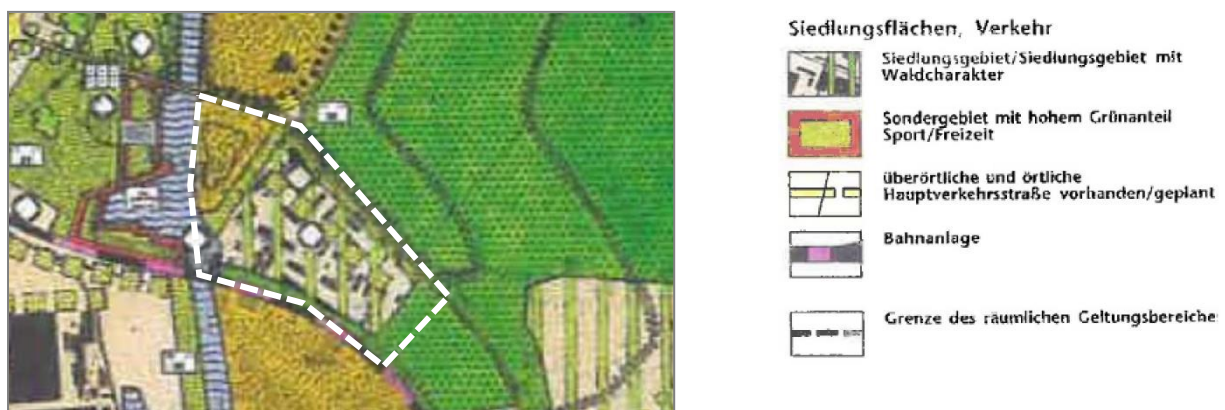 Siedlungsflächen, Verkehr
Siedlungsgebiet/Siedlungsgebiet mit
Waldcharakter
Sondergebiet mit hohem Grünanteil
Sport/Freizeit
überörtliche und örtliche
Hauptverkehrsstraße vorhanden/geplant
Bahnanlage
Grenze des räumlichen Geltungsbereiche